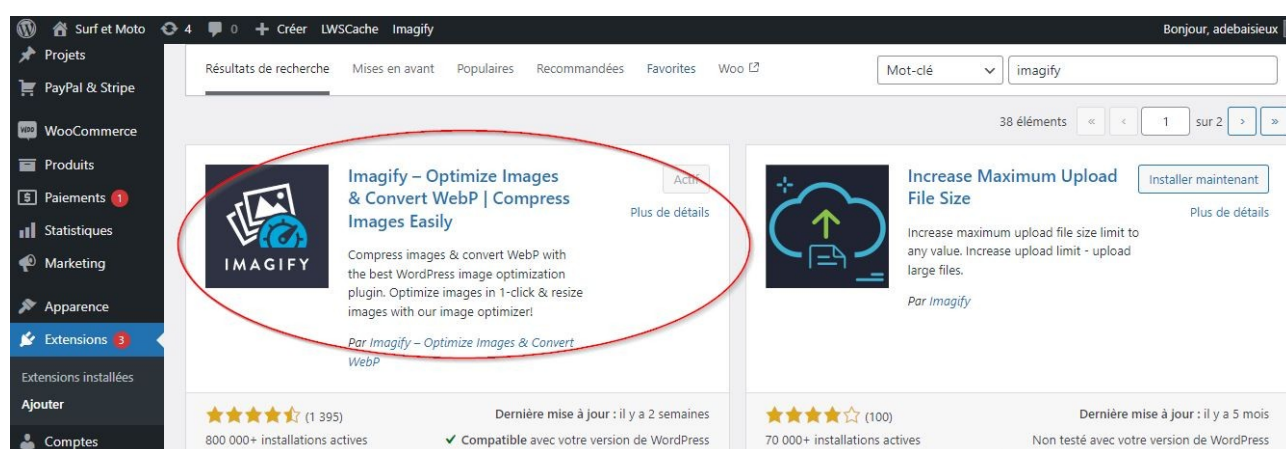 Surf et Moto 4 0 + Créer LWSCache Imagify Bonjour, adebaisieux
Projets
PayPal & Stripe
WooCommerce
Produits
Paiements 1
Statistiques
Marketing
Apparence
Extensions 3
Extensions installées
Ajouter
Comptes
Résultats de recherche Mises en avant Populaires Recommandées Favorites Woo Mot-clé imagify
38 éléments « ‹ 1 sur 2 › »
IMAGIFY
Imagify – Optimize Images
& Convert WebP | Compress
Images Easily
Actif
Plus de détails
Compress images & convert WebP with
the best WordPress image optimization
plugin. Optimize images in 1-click & resize
images with our image optimizer!
Par Imagify – Optimize Images & Convert
WebP
(1 395)
Dernière mise à jour : il y a 2 semaines
800 000+ installations actives
✔ Compatible avec votre version de WordPress
Increase Maximum Upload
File Size
Installer maintenant
Plus de détails
Increase maximum upload file size limit to
any value. Increase upload limit - upload
large files.
Par Imagify
(100)
Dernière mise à jour : il y a 5 mois
70 000+ installations actives
Non testé avec votre version de WordPress